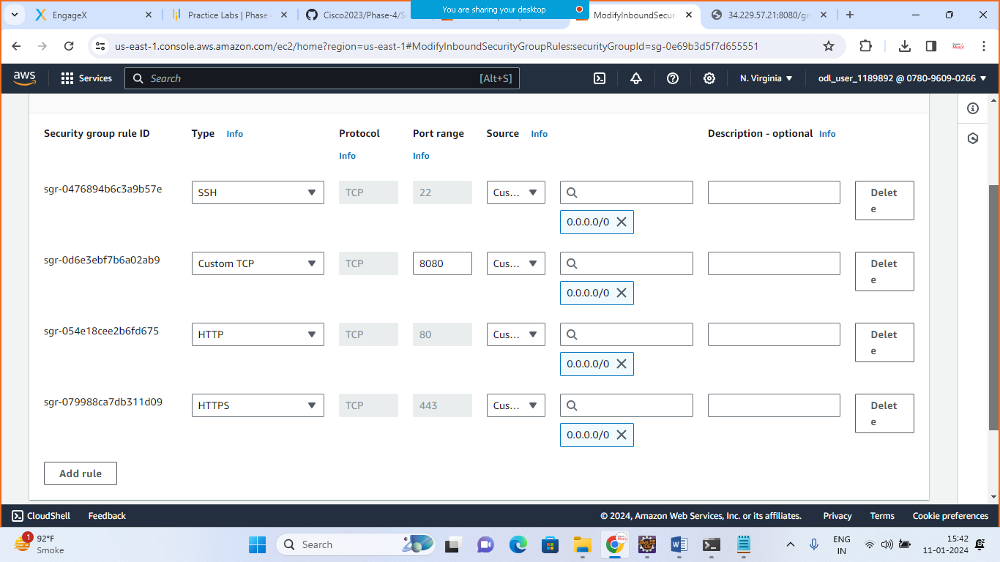 You are sharing your desktop
EngageX
Practice Labs | Phase
Cisco2023/Phase-4/S
ModifyInboundSecur
34.229.57.21:8080/gr
us-east-1.console.aws.amazon.com/ec2/home?region=us-east-1#ModifyInboundSecurityGroupRules:securityGroupId=sg-0e69b3d5f7d655551
aws
Services
Search
[Alt+S]
N. Virginia
odl_user_1189892 @ 0780-9609-0266
Security group rule ID
Type Info
Protocol
Info
Port range
Info
Source Info
Description - optional Info
sgr-0476894b6c3a9b57e
SSH
TCP
22
Cus...
0.0.0.0/0
Delet
e
sgr-0d6e3ebf7b6a02ab9
Custom TCP
TCP
8080
Cus...
0.0.0.0/0
Delet
e
sgr-054e18cee2b6fd675
HTTP
TCP
80
Cus...
0.0.0.0/0
Delet
e
sgr-079988ca7db311d09
HTTPS
TCP
443
Cus...
0.0.0.0/0
Delet
e
Add rule
CloudShell
Feedback
© 2024, Amazon Web Services, Inc. or its affiliates.
Privacy
Terms
Cookie preferences
1
92°F
Smoke
Search
ENG
IN
15:42
11-01-2024